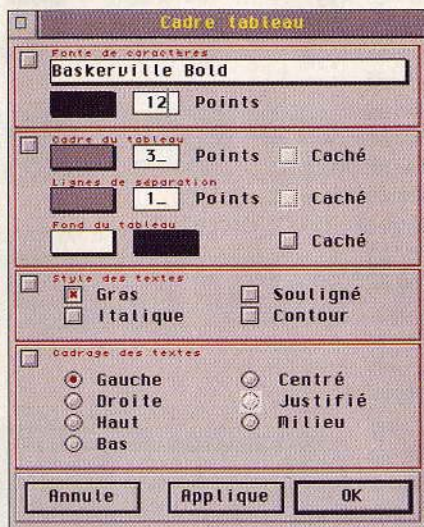 Cadre tableau
Fonte de caractères
Baskerville Bold
12 Points
Cadre du tableau
3_ Points Caché
Lignes de séparation
1_ Points Caché
Fond du tableau
Caché
Style des textes
Gras Souligné
Italique Contour
Cadrage des textes
Gauche Centré
Droite Justifié
Haut Milieu
Bas
Annule Applique OK